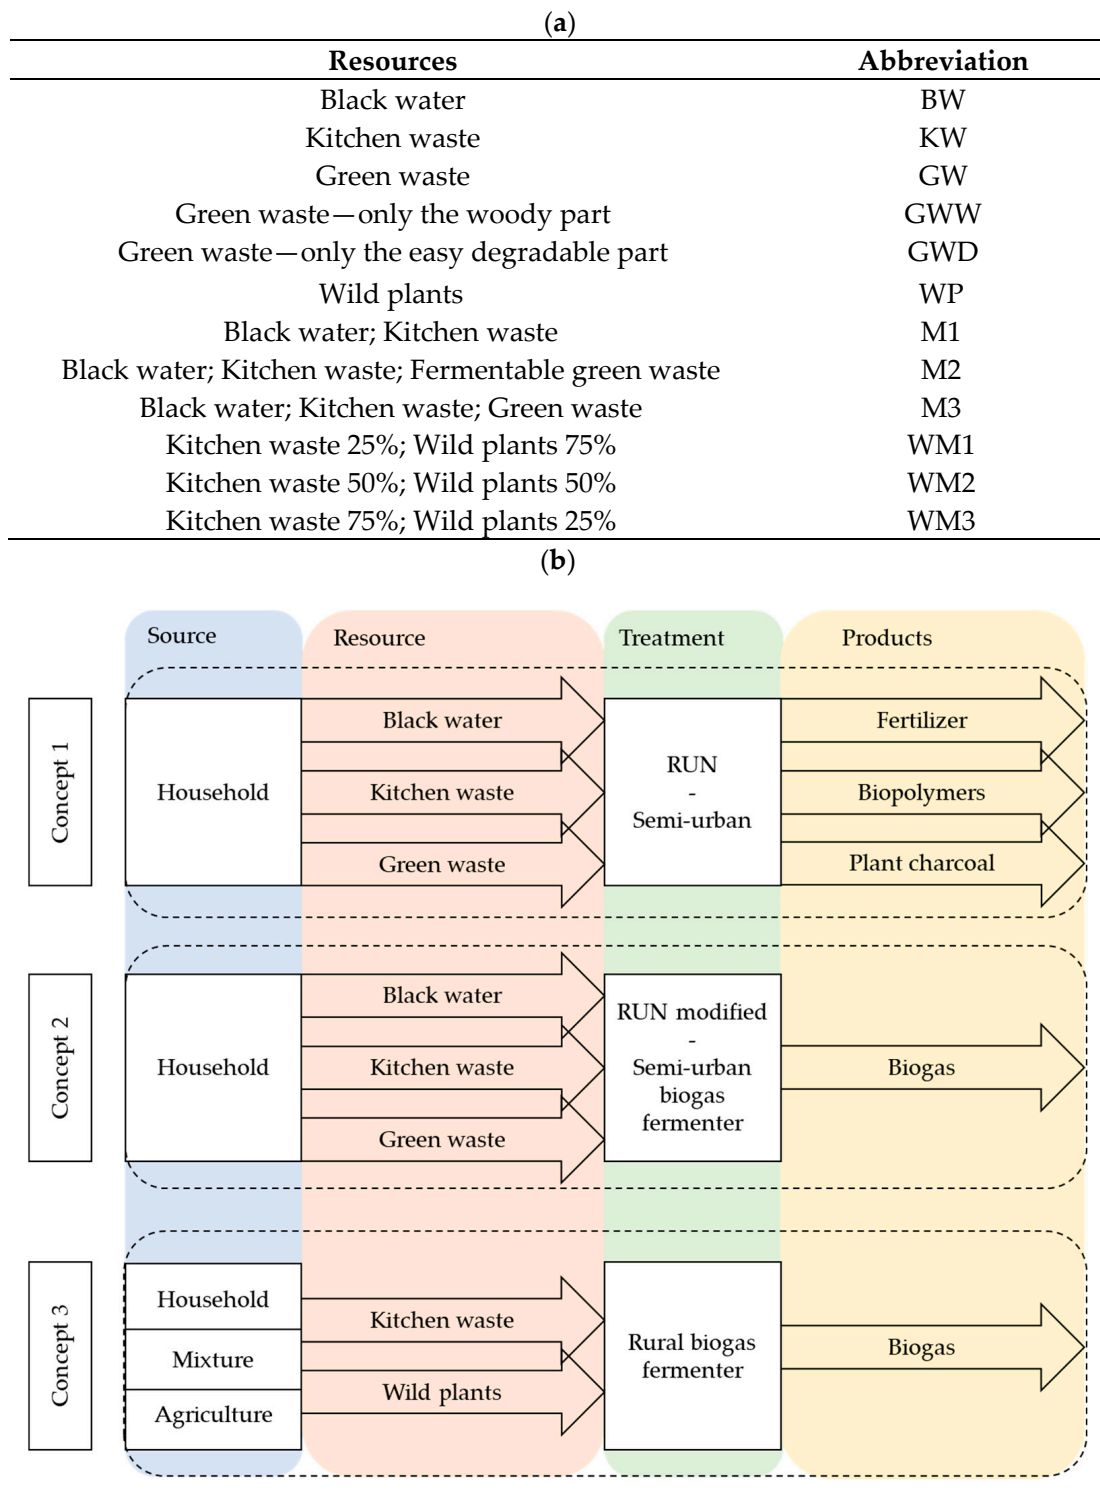 (a)
Resources Abbreviation
Black water BW
Kitchen waste KW
Green waste GW
Green waste—only the woody part GWW
Green waste—only the easy degradable part GWD
Wild plants WP
Black water; Kitchen waste M1
Black water; Kitchen waste; Fermentable green waste M2
Black water; Kitchen waste; Green waste M3
Kitchen waste 25%; Wild plants 75% WM1
Kitchen waste 50%; Wild plants 50% WM2
Kitchen waste 75%; Wild plants 25% WM3
(b)
Source Resource Treatment Products
Concept 1
Household
Black water
Kitchen waste
Green waste
RUN
-
Semi-urban
Fertilizer
Biopolymers
Plant charcoal
Concept 2
Household
Black water
Kitchen waste
Green waste
RUN modified
-
Semi-urban
biogas
fermenter
Biogas
Concept 3
Household
Mixture
Agriculture
Kitchen waste
Wild plants
Rural biogas
fermenter
Biogas